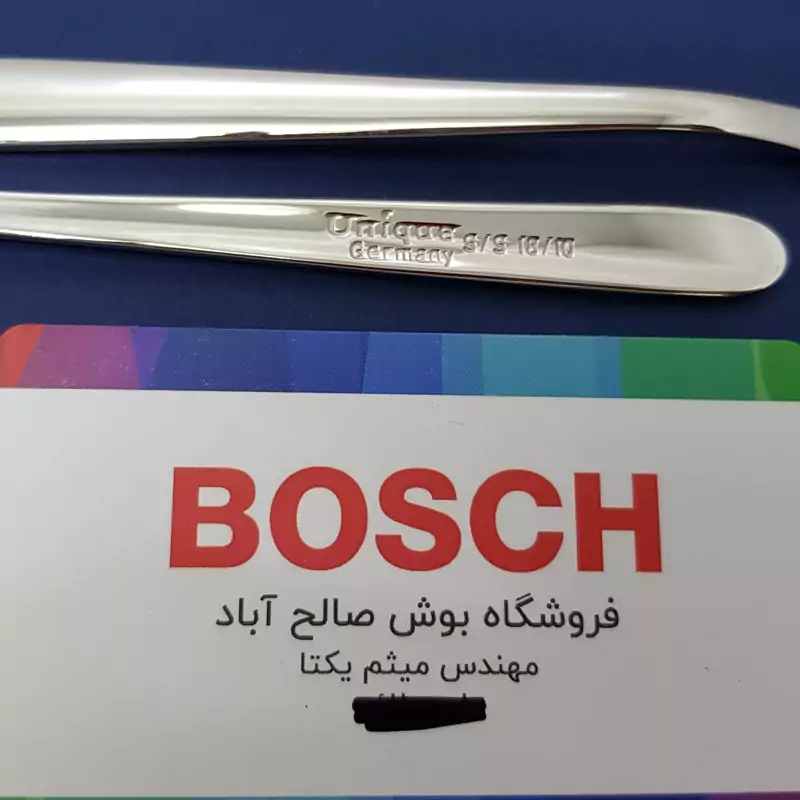 Unique
Germany
S/S 18/10
BOSCH
فروشگاه بوش صالح آباد
مهندس میثم یکتا